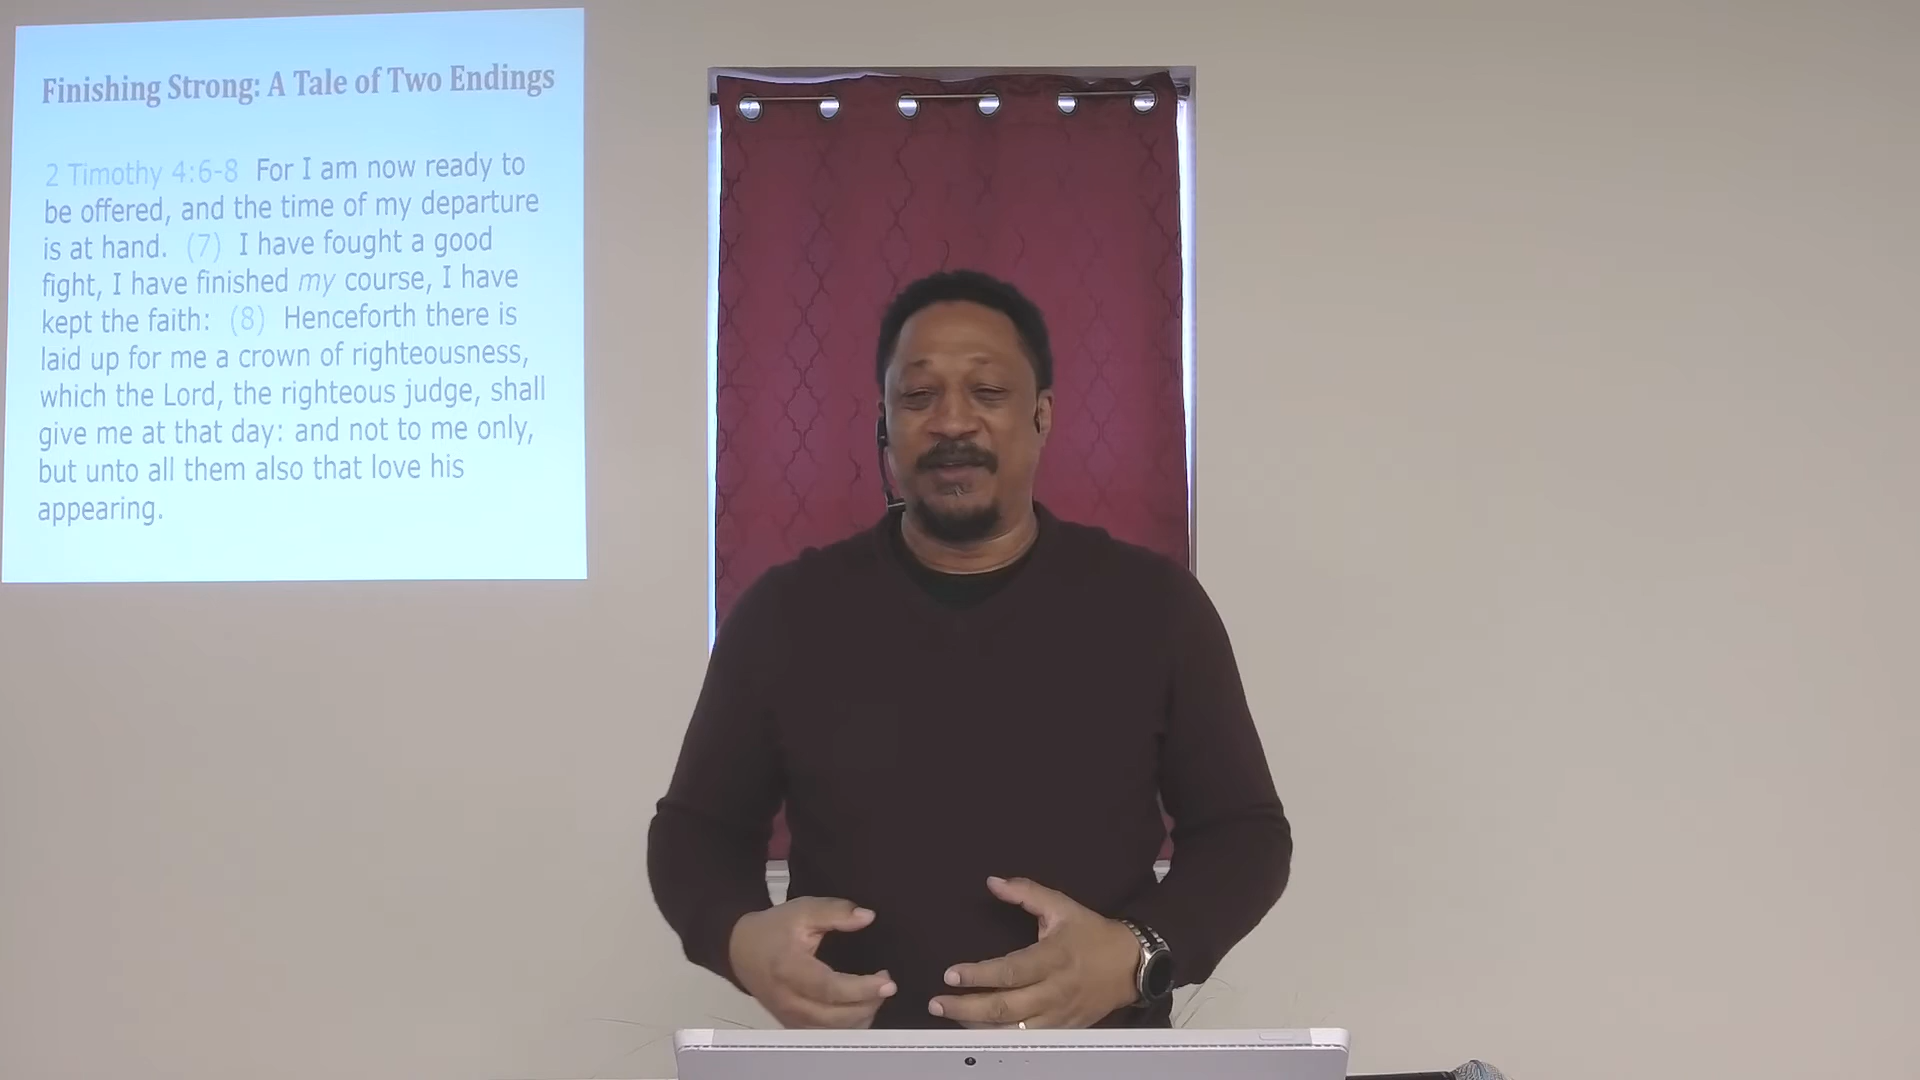 Finishing Strong: A Tale of Two Endings
2 Timothy 4:6-8 For I am now ready to
be offered, and the time of my departure
is at hand. (7) I have fought a good
fight, I have finished my course, I have
kept the faith: (8) Henceforth there is
laid up for me a crown of righteousness,
which the Lord, the righteous judge, shall
give me at that day: and not to me only,
but unto all them also that love his
appearing.